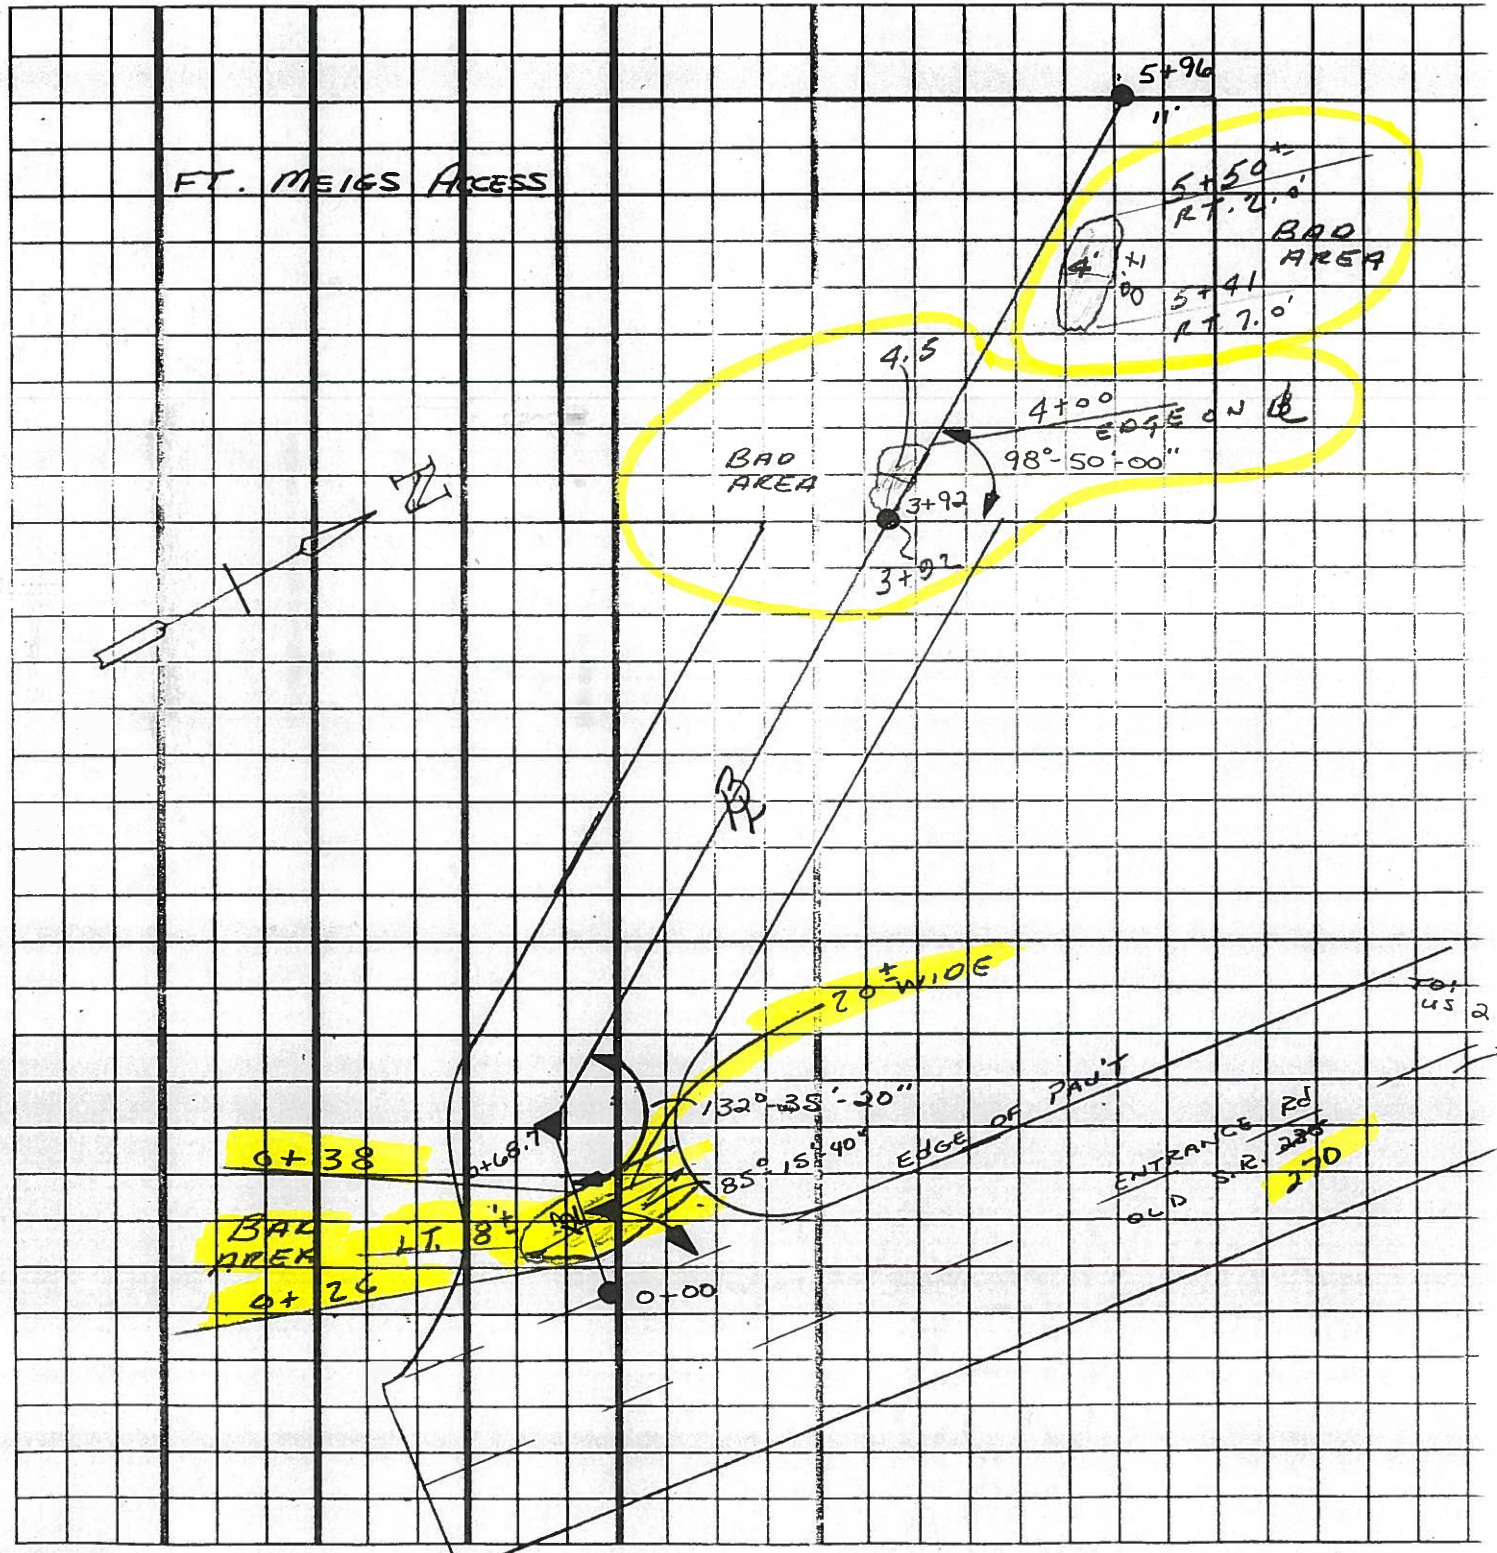 5+96
11'
FT. MEIGS ACCESS
5+50±
RT. 2.0'
BAD
AREA
4'
5+41
RT 7.0'
4.5
4+00
EDGE ON BL
98°-50'-00"
BAD
AREA
N
3+92
3+92
BL
20± WIDE
TO:
US 2
132°-35'-20"
EDGE OF PAV'T
0+38
0+68.7
85°-15'-40"
ENTRANCE Rd
OLD S.R.
270
BAD
AREA
LT. 8'±
0+26
0+00